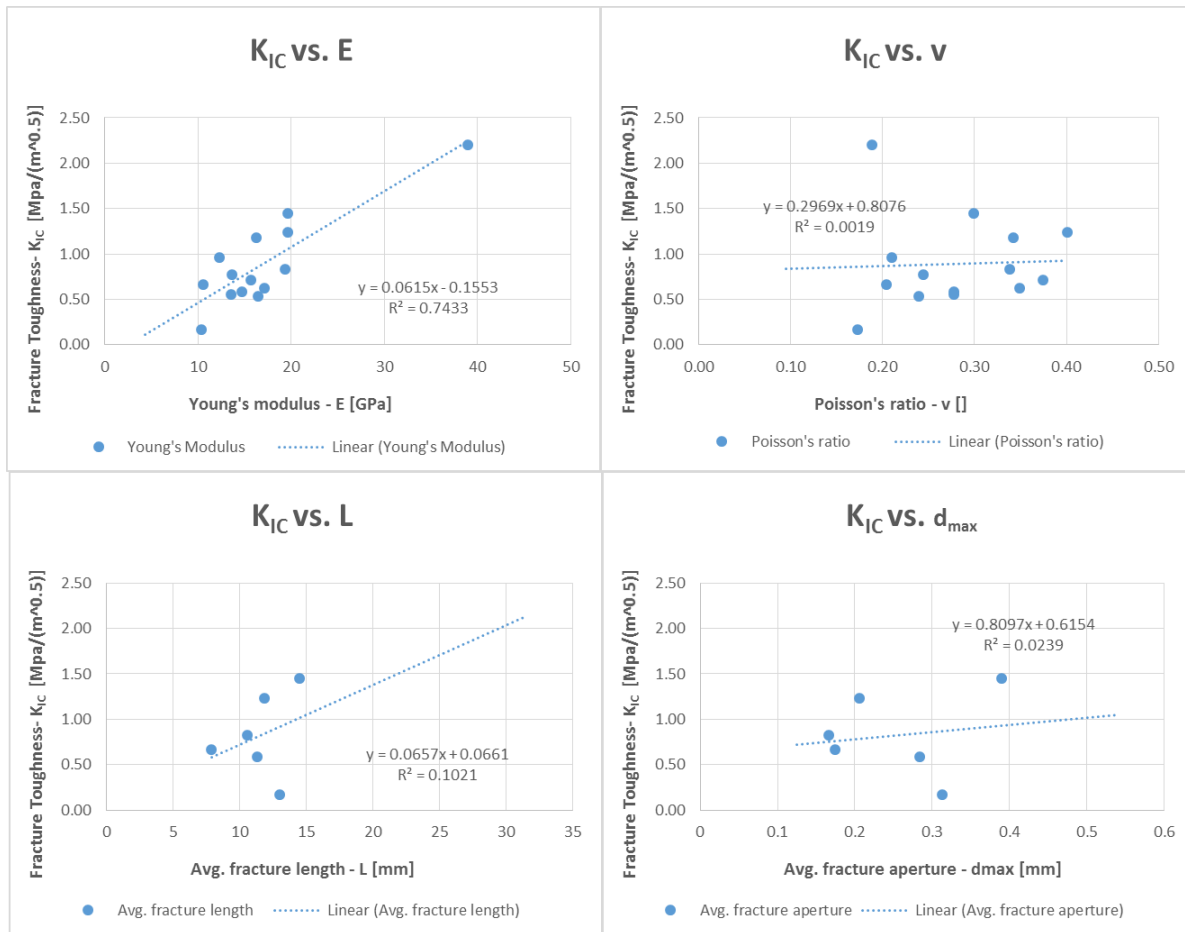 K_IC vs. E
Fracture Toughness- K_IC [Mpa/(m^0.5)]
2.50
2.00
1.50
1.00
0.50
0.00
y = 0.0615x - 0.1553
R² = 0.7433
0 10 20 30 40 50
Young's modulus - E [GPa]
Young's Modulus Linear (Young's Modulus)
K_IC vs. v
Fracture Toughness- K_IC [Mpa/(m^0.5)]
2.50
2.00
1.50
1.00
0.50
0.00
y = 0.2969x + 0.8076
R² = 0.0019
0.00 0.10 0.20 0.30 0.40 0.50
Poisson's ratio - v []
Poisson's ratio Linear (Poisson's ratio)
K_IC vs. L
Fracture Toughness- K_IC [Mpa/(m^0.5)]
2.50
2.00
1.50
1.00
0.50
0.00
y = 0.0657x + 0.0661
R² = 0.1021
0 5 10 15 20 25 30 35
Avg. fracture length - L [mm]
Avg. fracture length Linear (Avg. fracture length)
K_IC vs. d_max
Fracture Toughness- K_IC [Mpa/(m^0.5)]
2.50
2.00
1.50
1.00
0.50
0.00
y = 0.8097x + 0.6154
R² = 0.0239
0 0.1 0.2 0.3 0.4 0.5 0.6
Avg. fracture aperture - dmax [mm]
Avg. fracture aperture Linear (Avg. fracture aperture)